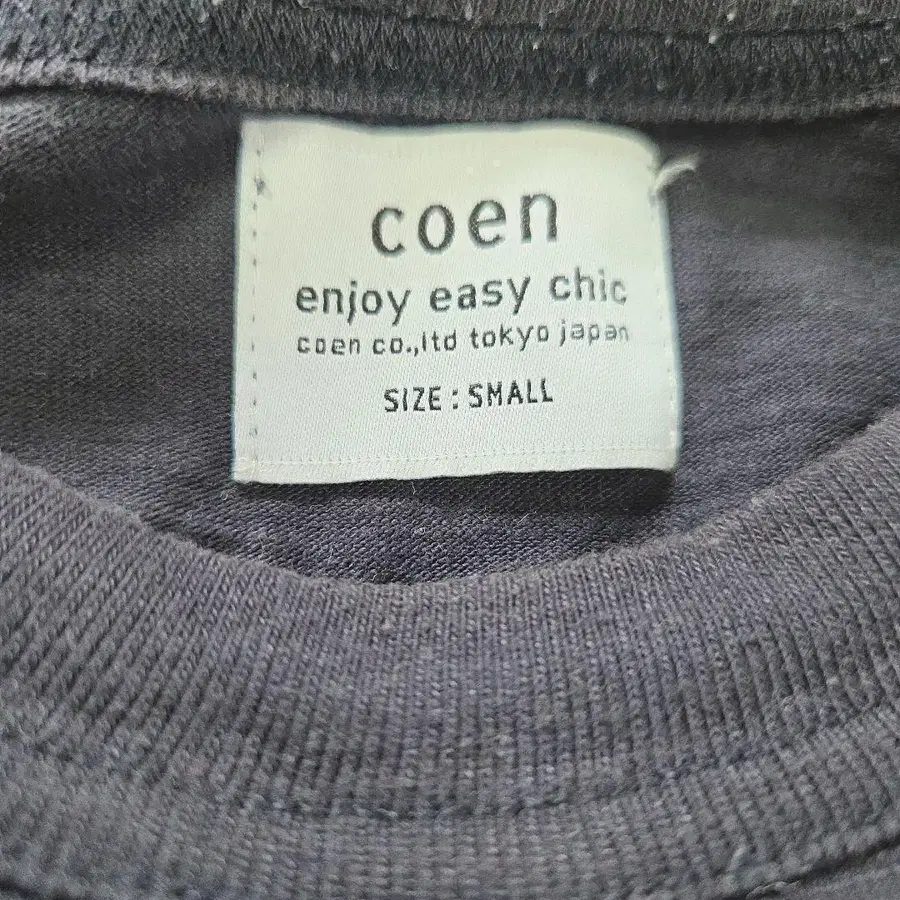 coen
enjoy easy chic
coen co.,ltd tokyo japan
SIZE : SMALL